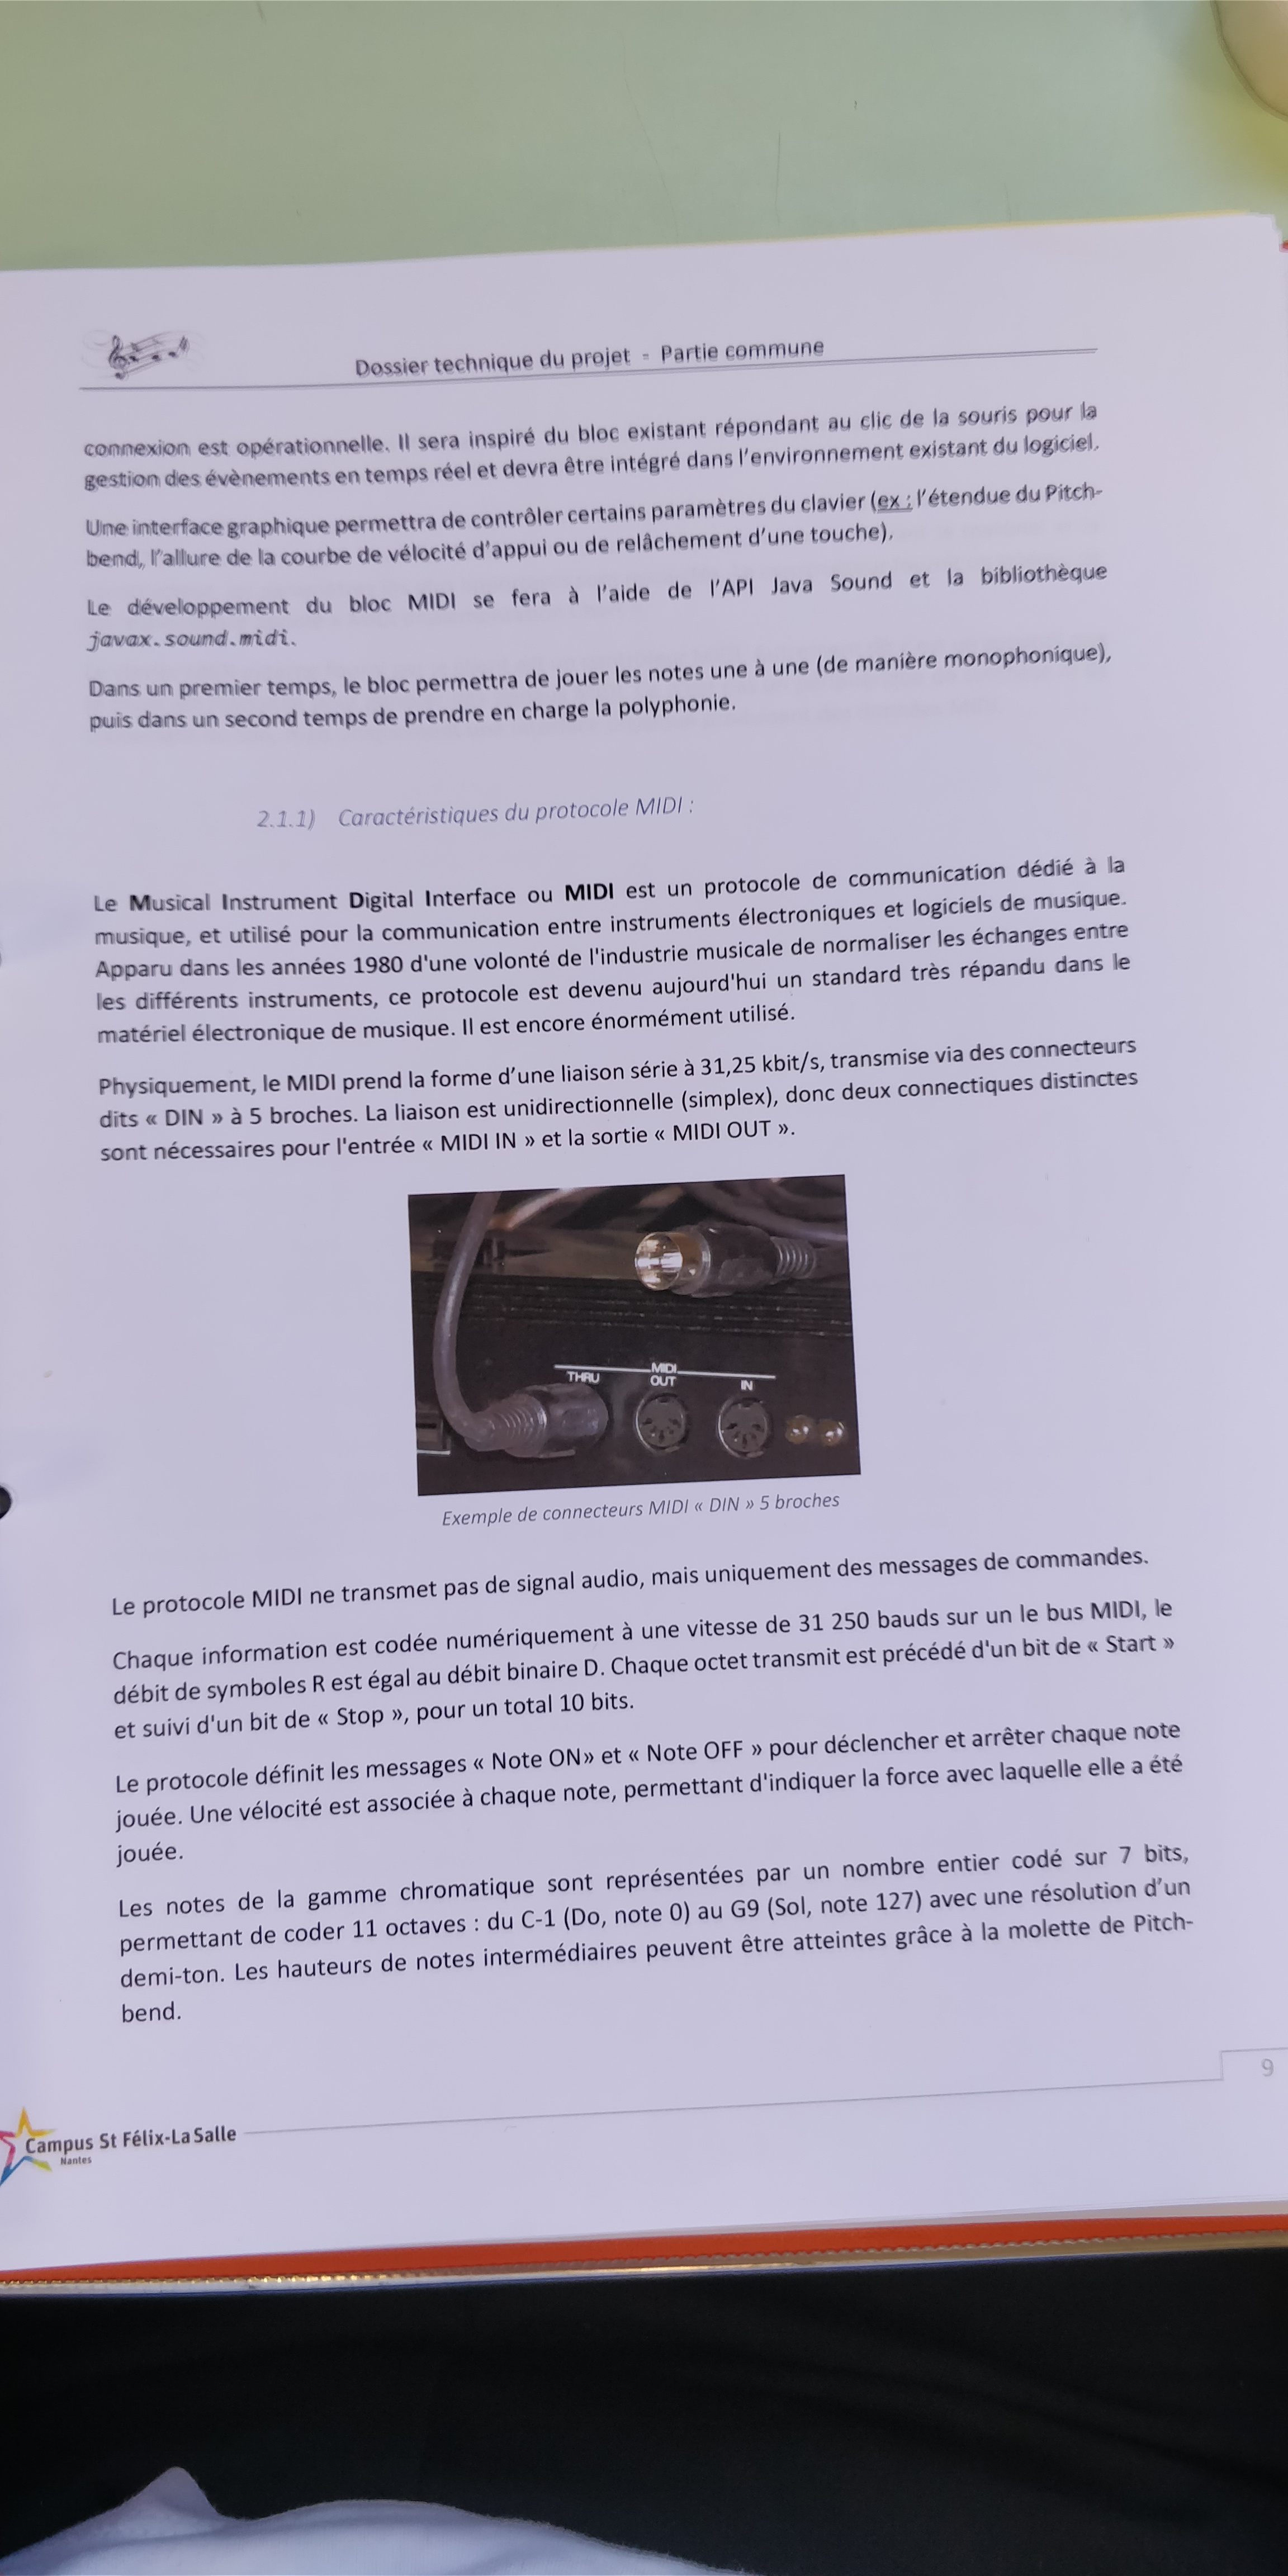 Dossier technique du projet - Partie commune
connexion est opérationnelle. Il sera inspiré du bloc existant répondant au clic de la souris pour la
gestion des évènements en temps réel et devra être intégré dans l'environnement existant du logiciel.
Une interface graphique permettra de contrôler certains paramètres du clavier (ex : l'étendue du Pitch-
bend, l'allure de la courbe de vélocité d'appui ou de relâchement d'une touche).
Le développement du bloc MIDI se fera à l'aide de l'API Java Sound et la bibliothèque
javax.sound.midi.
Dans un premier temps, le bloc permettra de jouer les notes une à une (de manière monophonique),
puis dans un second temps de prendre en charge la polyphonie.
2.1.1) Caractéristiques du protocole MIDI :
Le Musical Instrument Digital Interface ou MIDI est un protocole de communication dédié à la
musique, et utilisé pour la communication entre instruments électroniques et logiciels de musique.
Apparu dans les années 1980 d'une volonté de l'industrie musicale de normaliser les échanges entre
les différents instruments, ce protocole est devenu aujourd'hui un standard très répandu dans le
matériel électronique de musique. Il est encore énormément utilisé.
Physiquement, le MIDI prend la forme d'une liaison série à 31,25 kbit/s, transmise via des connecteurs
dits « DIN » à 5 broches. La liaison est unidirectionnelle (simplex), donc deux connectiques distinctes
sont nécessaires pour l'entrée « MIDI IN » et la sortie « MIDI OUT ».
MIDI
THRU OUT IN
Exemple de connecteurs MIDI « DIN » 5 broches
Le protocole MIDI ne transmet pas de signal audio, mais uniquement des messages de commandes.
Chaque information est codée numériquement à une vitesse de 31 250 bauds sur un le bus MIDI, le
débit de symboles R est égal au débit binaire D. Chaque octet transmit est précédé d'un bit de « Start »
et suivi d'un bit de « Stop », pour un total 10 bits.
Le protocole définit les messages « Note ON» et « Note OFF » pour déclencher et arrêter chaque note
jouée. Une vélocité est associée à chaque note, permettant d'indiquer la force avec laquelle elle a été
jouée.
Les notes de la gamme chromatique sont représentées par un nombre entier codé sur 7 bits,
permettant de coder 11 octaves : du C-1 (Do, note 0) au G9 (Sol, note 127) avec une résolution d'un
demi-ton. Les hauteurs de notes intermédiaires peuvent être atteintes grâce à la molette de Pitch-
bend.
9
Campus St Félix-La Salle
Nantes